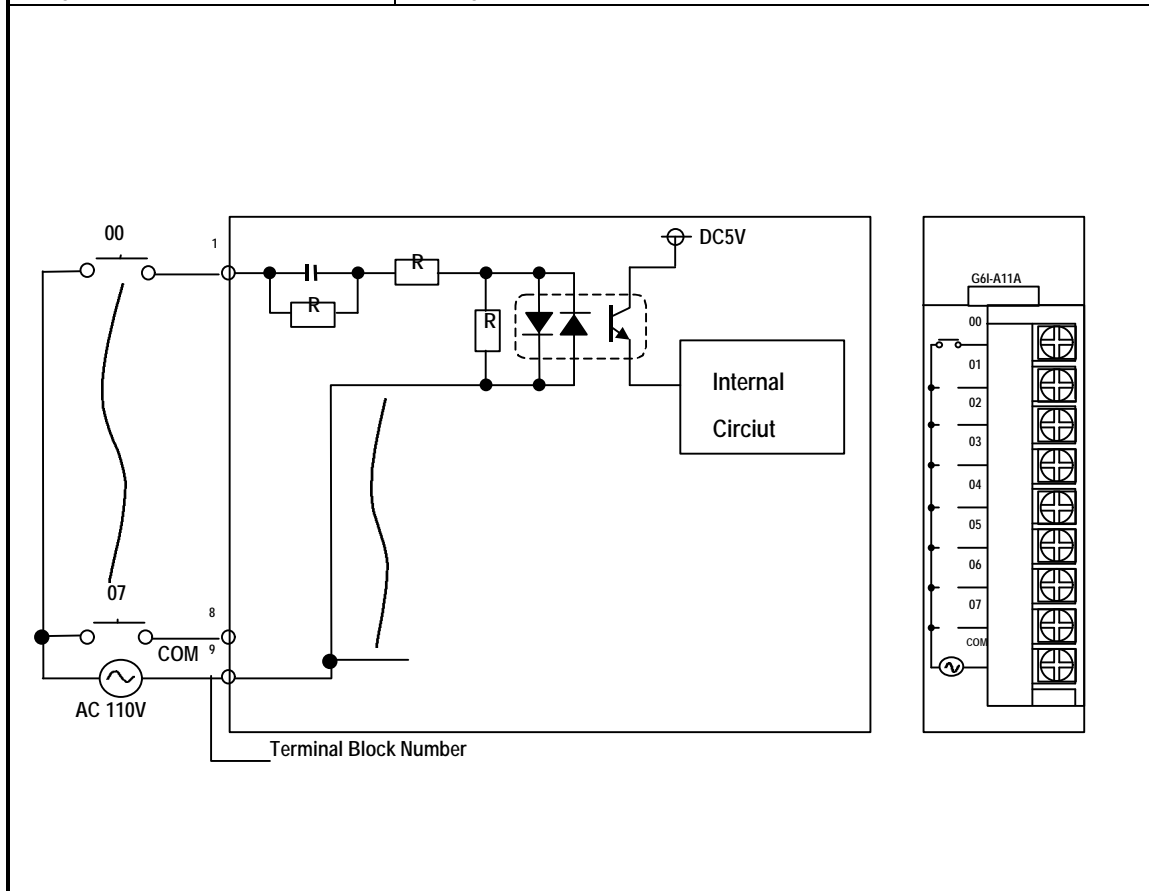 00
1
R
R
R
DC5V
Internal
Circiut
07
8
COM 9
AC 110V
Terminal Block Number
G6I-A11A
00
01
02
03
04
05
06
07
COM